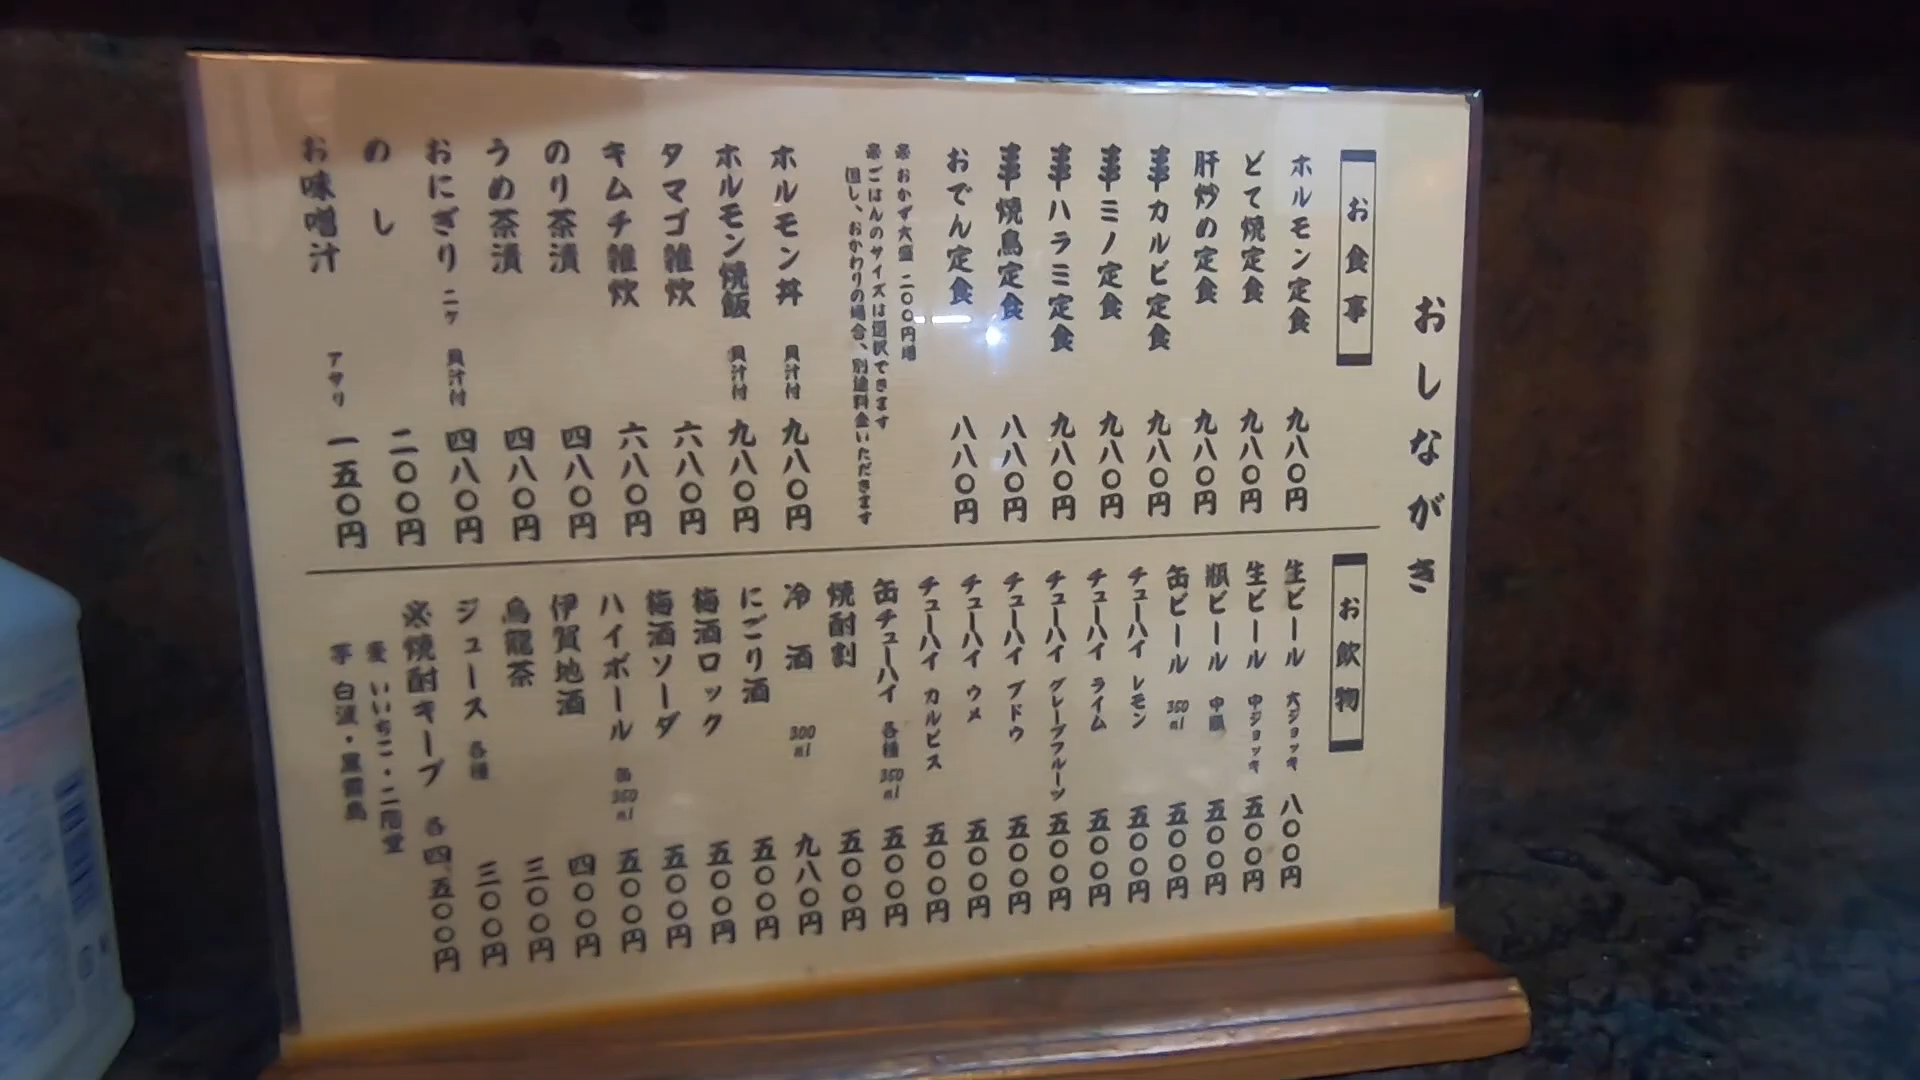 おしながき
お食事
ホルモン定食 九八〇円
どて焼定食 九八〇円
肝炒め定食 九八〇円
串カルビ定食 九八〇円
串ミノ定食 九八〇円
串ハラミ定食 九八〇円
串焼鳥定食 八八〇円
おでん定食 八八〇円
※おかず大盛 二〇〇円増
※ごはんのサイズは選択できます
但し、おかわりの場合、別途料金いただきます
ホルモン丼 貝汁付 九八〇円
ホルモン焼飯 貝汁付 九八〇円
タマゴ雑炊 六八〇円
キムチ雑炊 六八〇円
のり茶漬 四八〇円
うめ茶漬 四八〇円
おにぎり 二ケ 貝汁付 四八〇円
めし 二〇〇円
お味噌汁 アサリ 一五〇円
お飲物
生ビール 大ジョッキ 八〇〇円
生ビール 中ジョッキ 五〇〇円
瓶ビール 中瓶 五〇〇円
缶ビール 350ml 五〇〇円
チューハイ レモン 五〇〇円
チューハイ ライム 五〇〇円
チューハイ グレープフルーツ 五〇〇円
チューハイ ブドウ 五〇〇円
チューハイ ウメ 五〇〇円
チューハイ カルピス 五〇〇円
缶チューハイ 各種 350ml 五〇〇円
焼酎割 五〇〇円
冷酒 300ml 九八〇円
にごり酒 五〇〇円
梅酒ロック 五〇〇円
梅酒ソーダ 五〇〇円
ハイボール 缶350ml 五〇〇円
伊賀地酒 四〇〇円
烏龍茶 三〇〇円
ジュース 各種 三〇〇円
※焼酎キープ 各四、五〇〇円
麦 いいちこ・二階堂
芋 白波・黒霧島